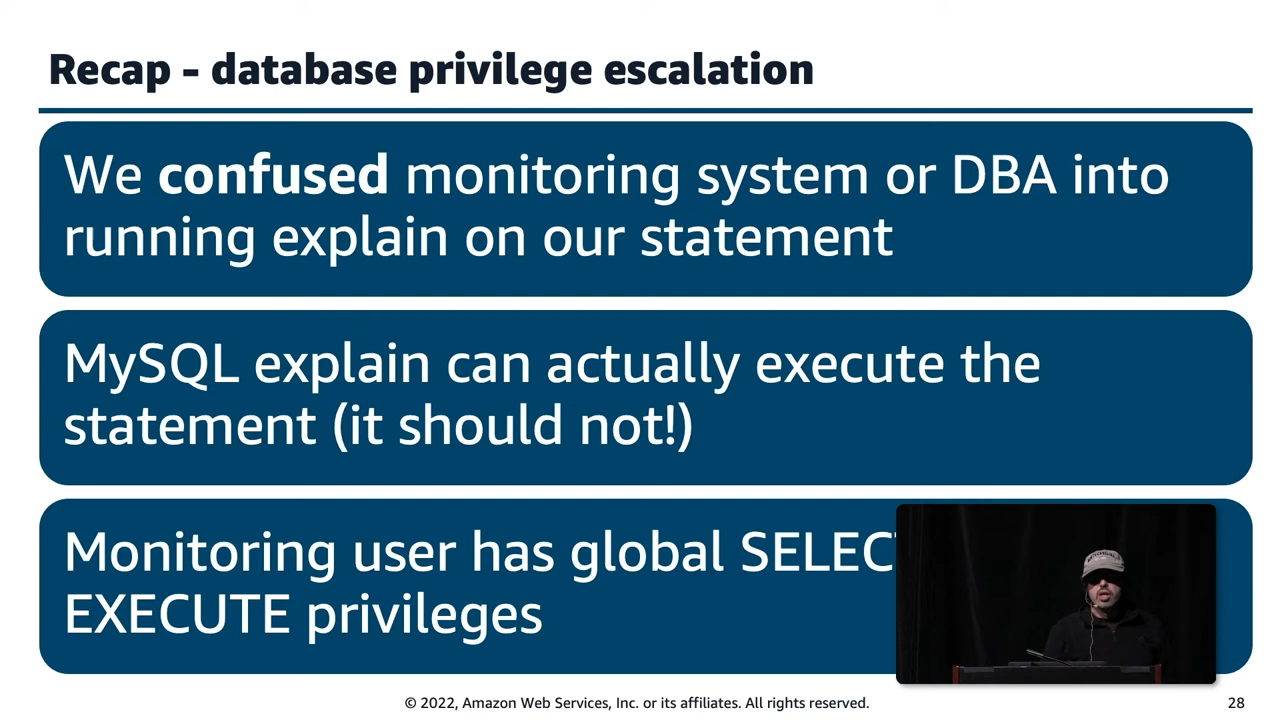 Recap - database privilege escalation
We confused monitoring system or DBA into
running explain on our statement
MySQL explain can actually execute the
statement (it should not!)
Monitoring user has global
EXECUTE privileges
© 2022, Amazon Web Services, Inc. or its affiliates. All rights reserved.
28